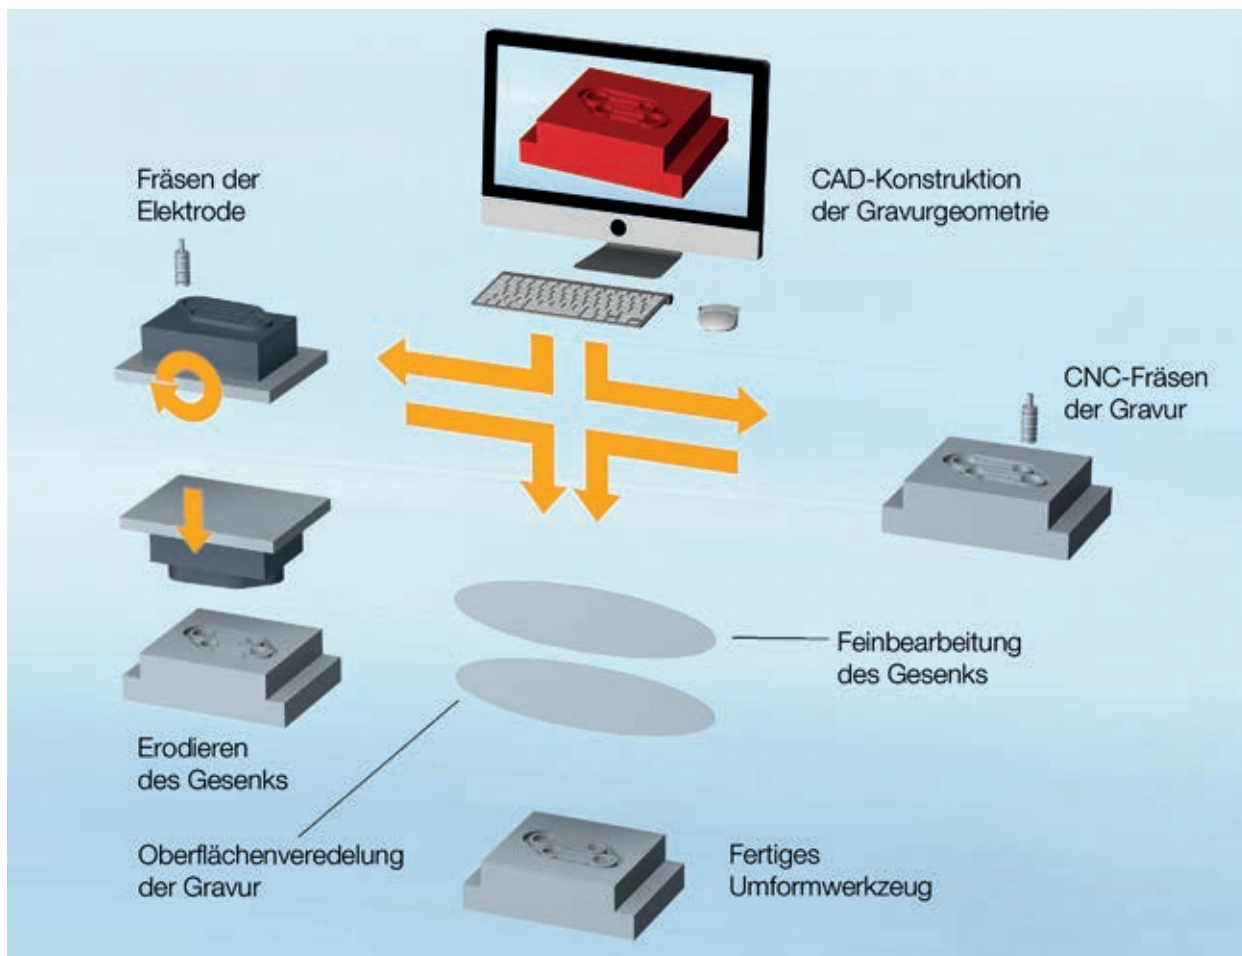 Fräsen der
Elektrode
CAD-Konstruktion
der Gravurgeometrie
CNC-Fräsen
der Gravur
Feinbearbeitung
des Gesenks
Erodieren
des Gesenks
Oberflächenveredelung
der Gravur
Fertiges
Umformwerkzeug